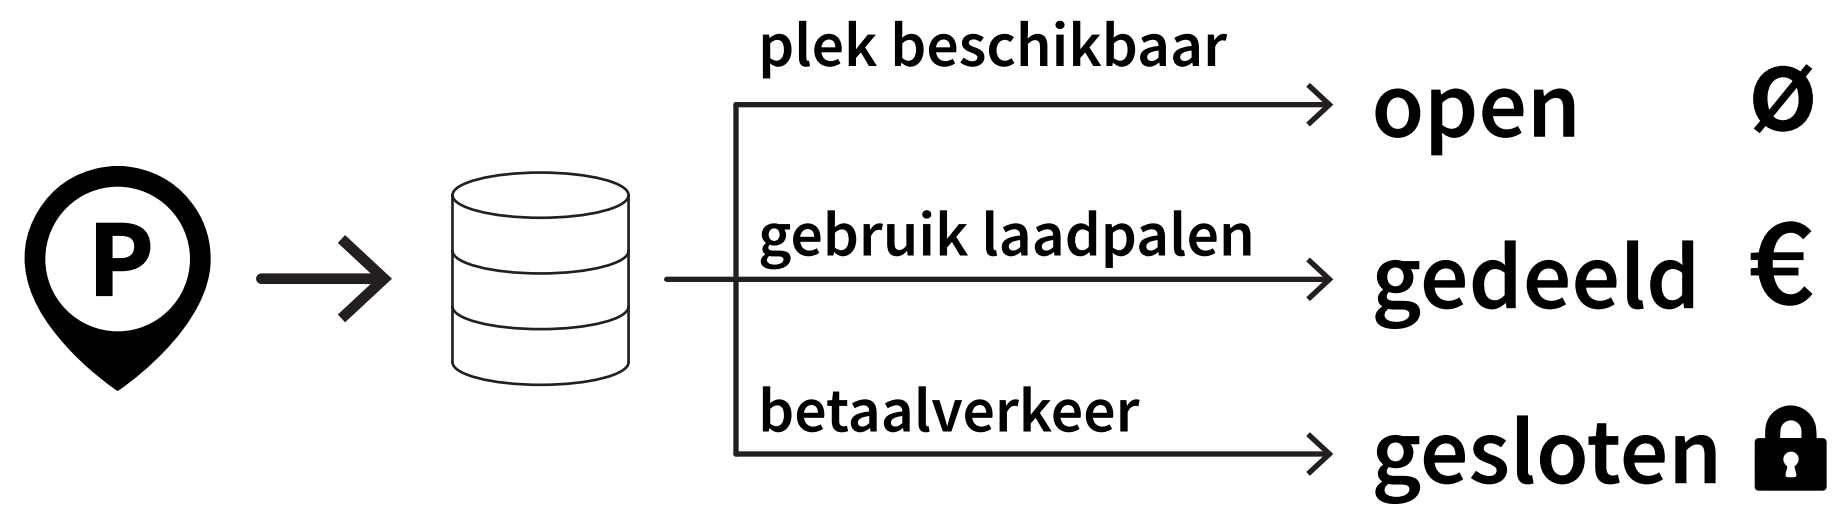 P
plek beschikbaar
open ø
gebruik laadpalen
gedeeld €
betaalverkeer
gesloten